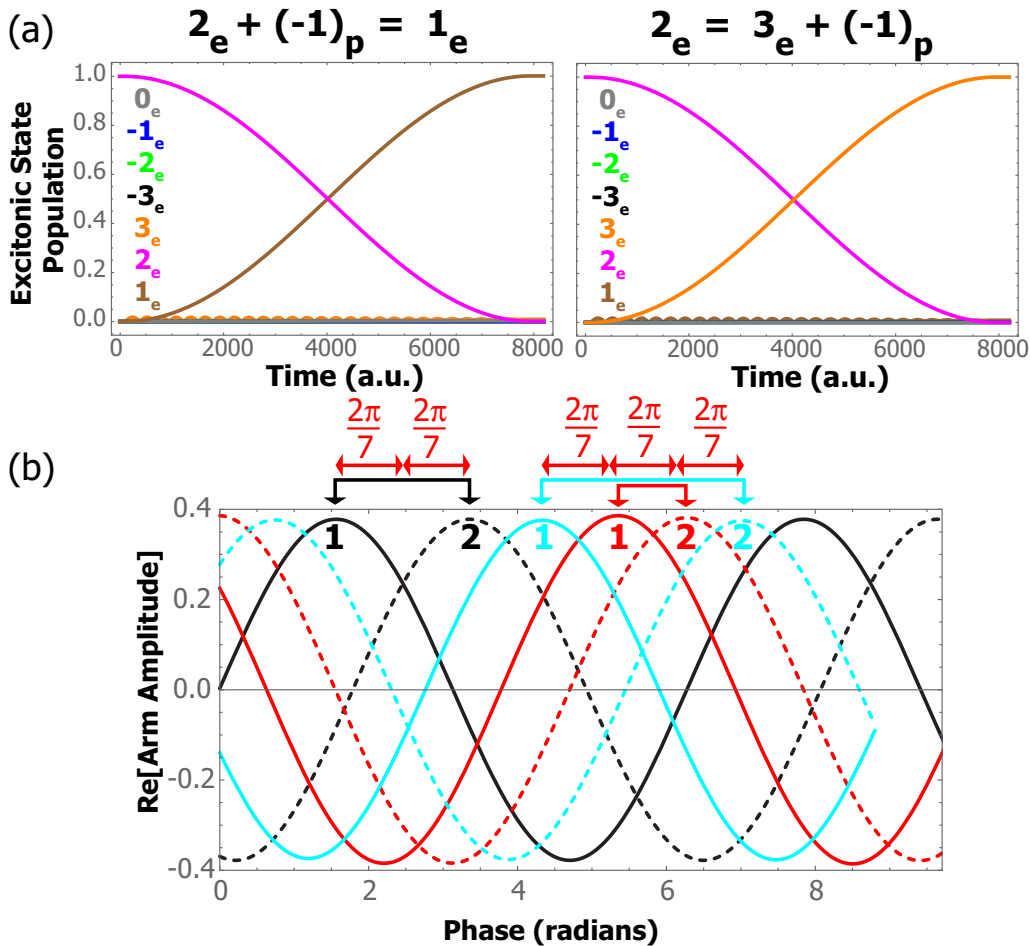 (a)
2e + (-1)p = 1e
2e = 3e + (-1)p
Excitonic State
Population
1.0
0.8
0.6
0.4
0.2
0.0
0e
-1e
-2e
-3e
3e
2e
1e
0 2000 4000 6000 8000
Time (a.u.)
0e
-1e
-2e
-3e
3e
2e
1e
0 2000 4000 6000 8000
Time (a.u.)
(b)
2π/7 2π/7 2π/7 2π/7 2π/7
Re[Arm Amplitude]
0.4
0.2
0.0
-0.2
-0.4
1 2 1 1 2 2
0 2 4 6 8
Phase (radians)